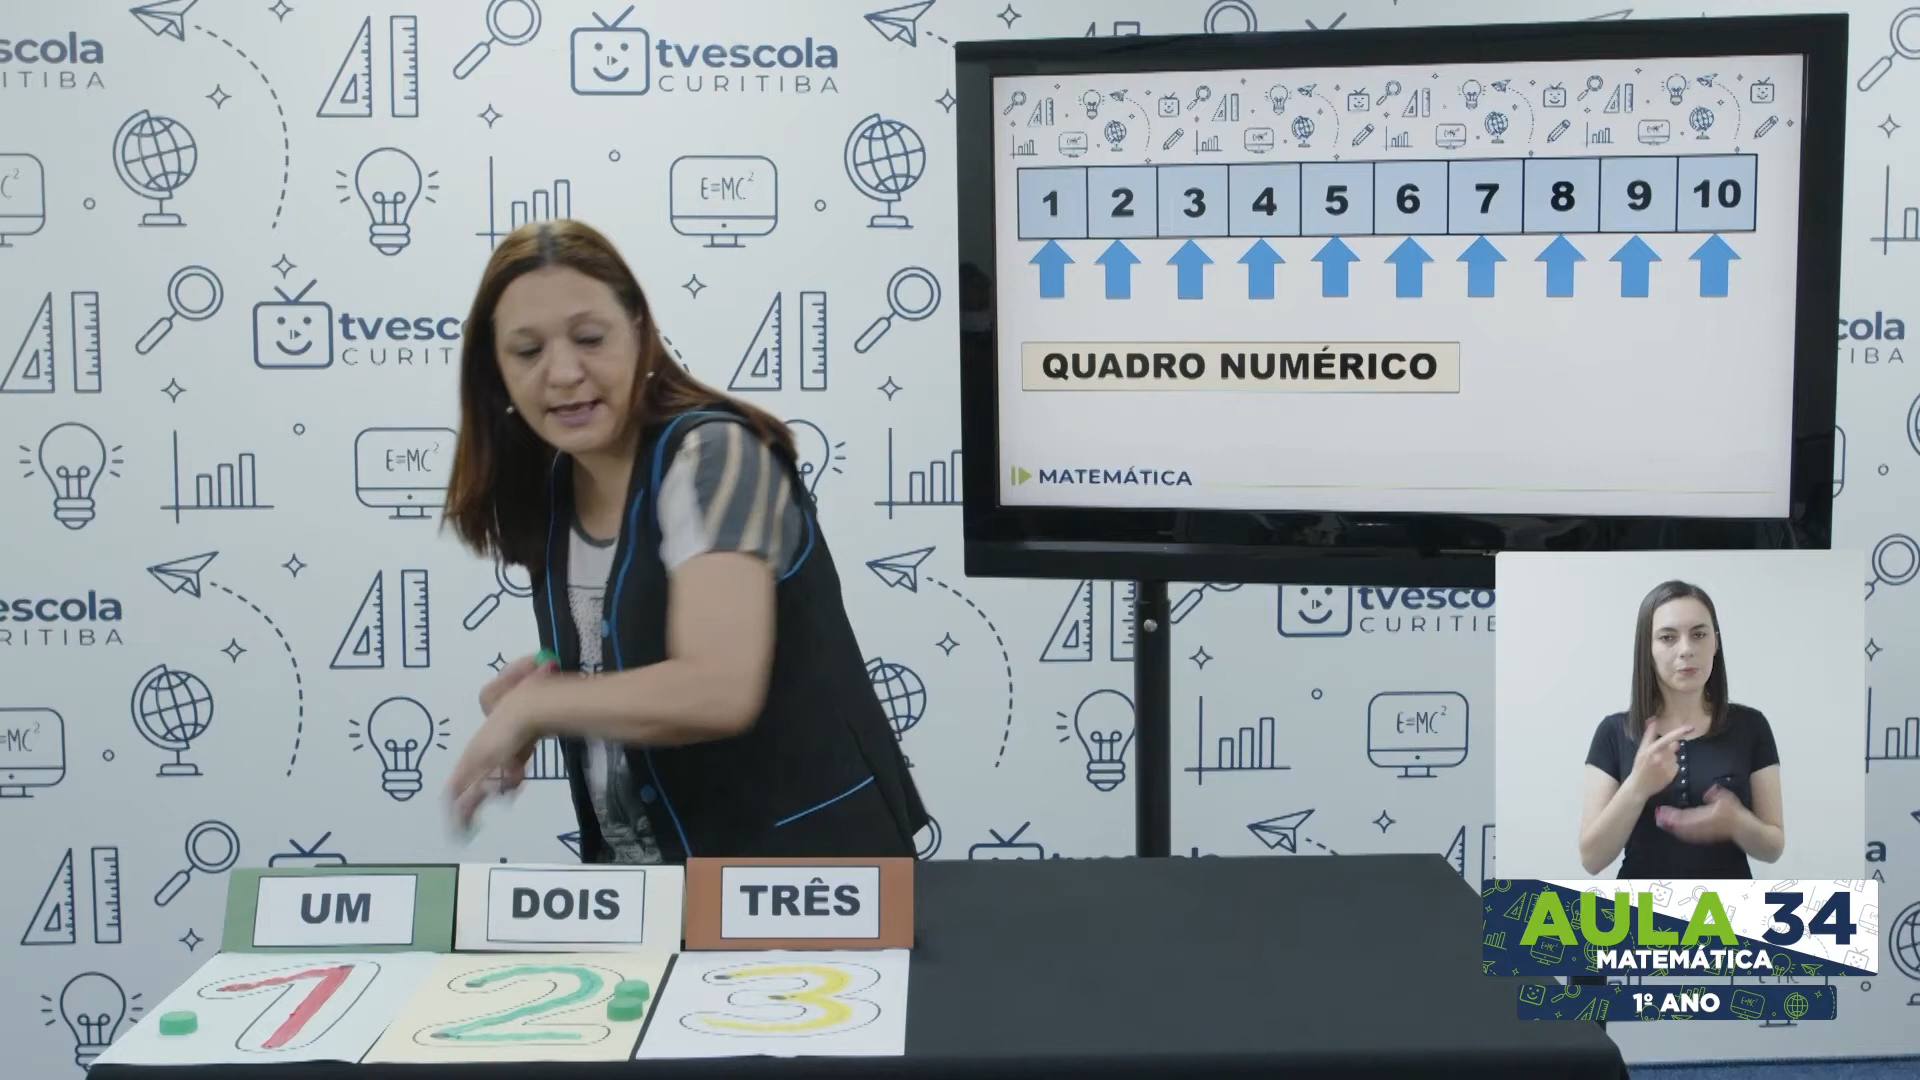 tvescola
CURITIBA
1 2 3 4 5 6 7 8 9 10
QUADRO NUMÉRICO
MATEMÁTICA
E=MC²
UM
DOIS
TRÊS
1
2
3
AULA 34
MATEMÁTICA
1º ANO